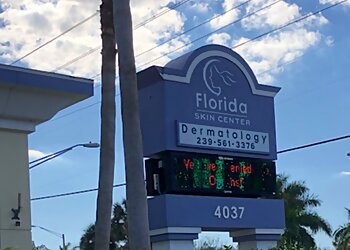 Florida
SKIN CENTER
Dermatology
239-561-3376
4037